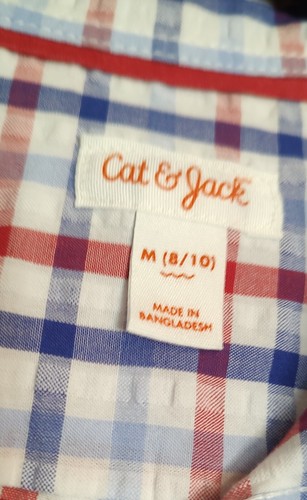 Cat & Jack
M (8/10)
MADE IN
BANGLADESH